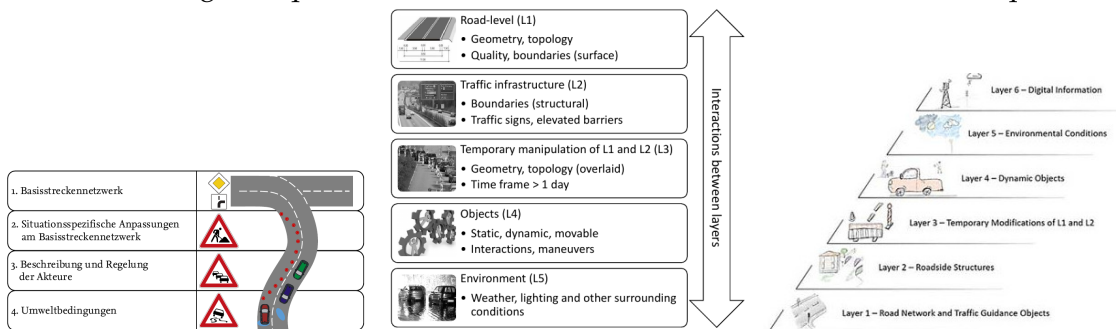 1. Basisstreckennetzwerk
2. Situationsspezifische Anpassungen
am Basisstreckennetzwerk
3. Beschreibung und Regelung
der Akteure
4. Umweltbedingungen
Road-level (L1)
• Geometry, topology
• Quality, boundaries (surface)
Traffic infrastructure (L2)
• Boundaries (structural)
• Traffic signs, elevated barriers
Temporary manipulation of L1 and L2 (L3)
• Geometry, topology (overlaid)
• Time frame > 1 day
Objects (L4)
• Static, dynamic, movable
• Interactions, maneuvers
Environment (L5)
• Weather, lighting and other surrounding
conditions
Interactions between layers
Layer 6 – Digital Information
Layer 5 – Environmental Conditions
Layer 4 – Dynamic Objects
Layer 3 – Temporary Modifications of L1 and L2
Layer 2 – Roadside Structures
Layer 1 – Road Network and Traffic Guidance Objects